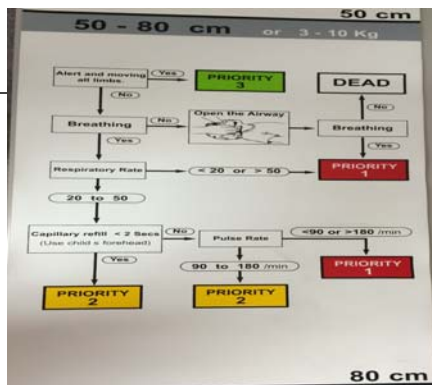 50 cm
50 - 80 cm or 3 - 10 Kg
Alert and moving all limbs.
Yes
PRIORITY 3
DEAD
No
No
Breathing
No
Open the Airway
Breathing
Yes
Yes
Respiratory Rate
< 20 or > 50
PRIORITY 1
20 to 50
Capillary refill < 2 Secs
(Use child s forehead)
No
Pulse Rate
<90 or >180 /min
Yes
90 to 180 /min
PRIORITY 1
PRIORITY 2
PRIORITY 2
80 cm